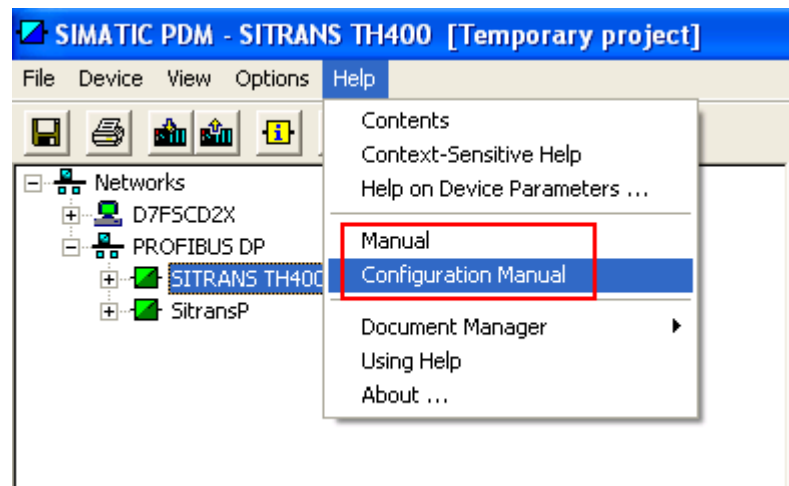 SIMATIC PDM - SITRANS TH400 [Temporary project]
File Device View Options Help
Contents
Context-Sensitive Help
Help on Device Parameters ...
Manual
Configuration Manual
Document Manager
Using Help
About ...
Networks
D7FSCD2X
PROFIBUS DP
SITRANS TH400
SitransP